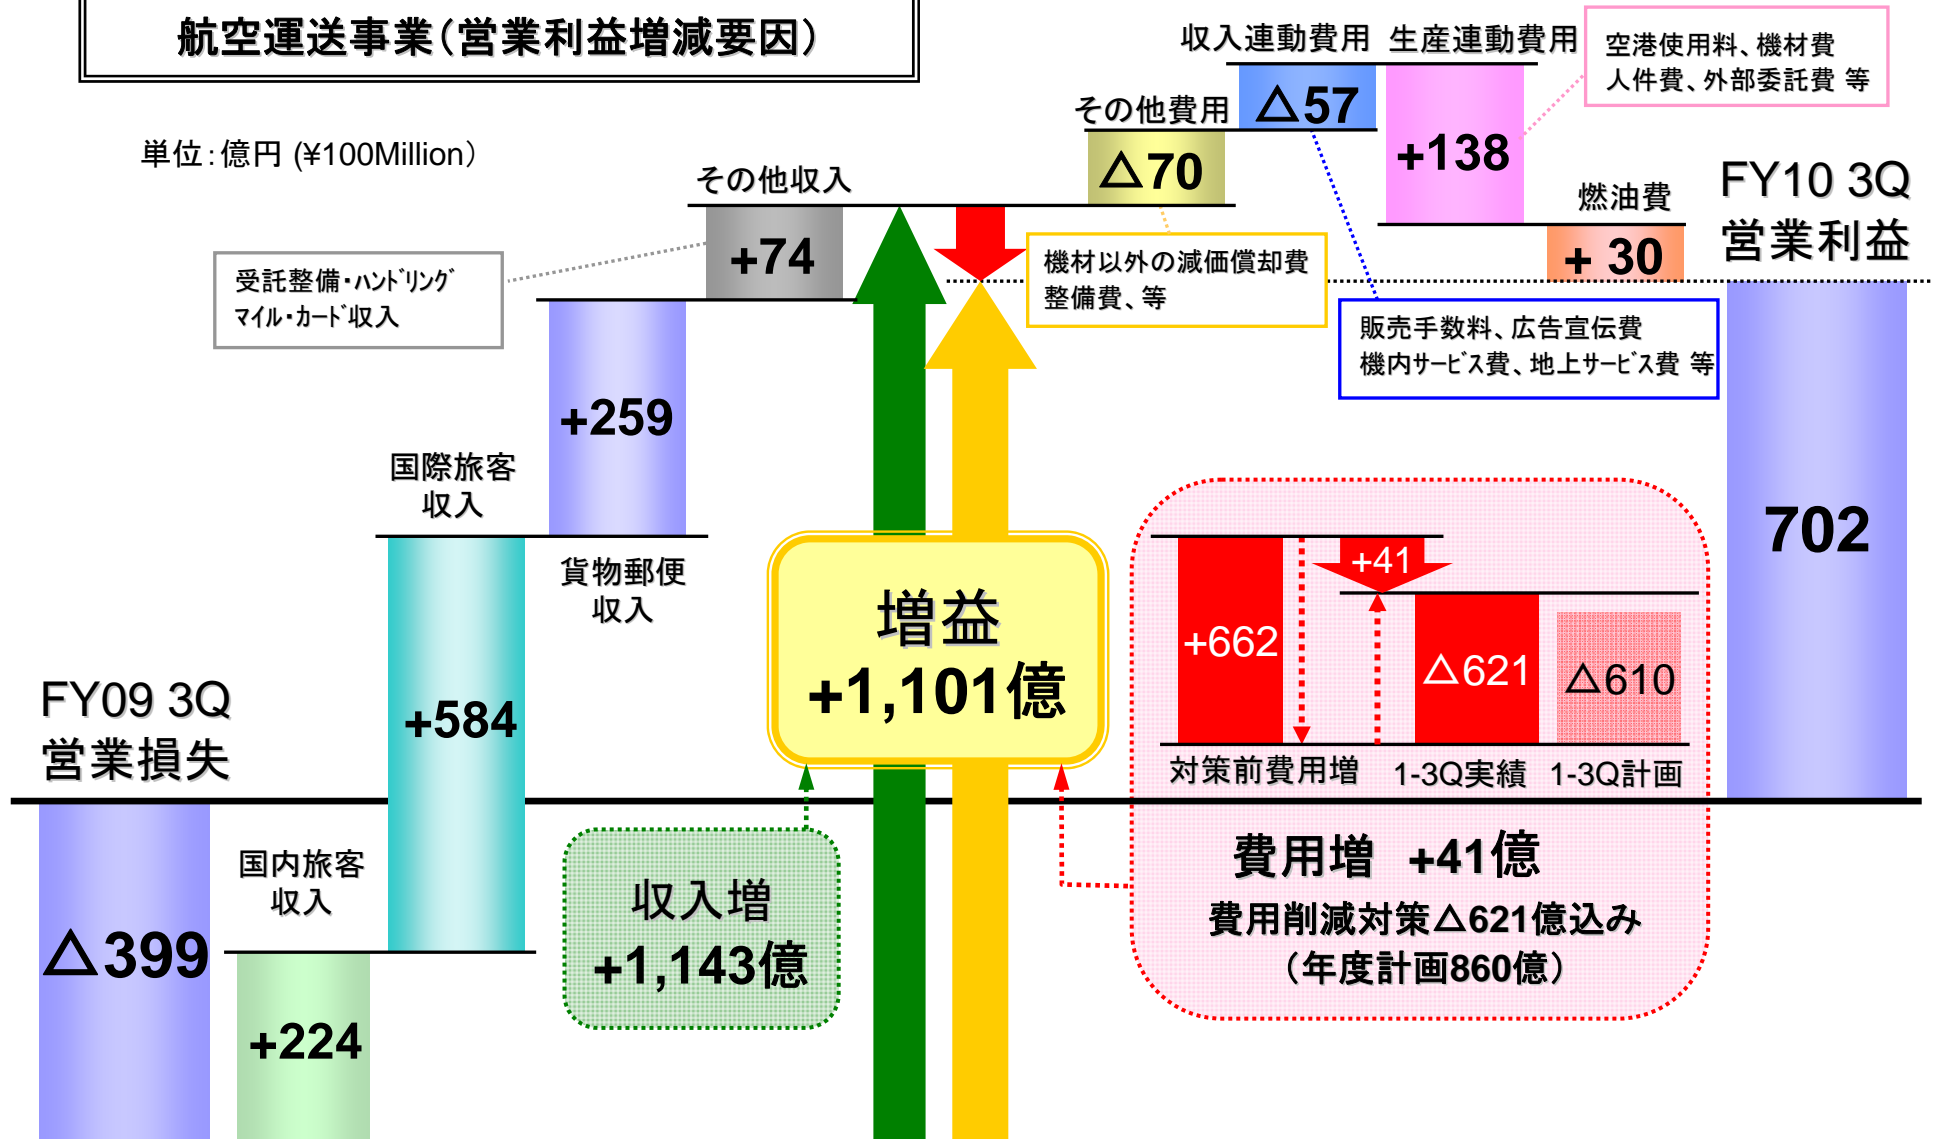 航空運送事業(営業利益増減要因)
単位:億円 (¥100Million)
収入連動費用
生産連動費用
空港使用料、機材費
人件費、外部委託費 等
その他費用
△57
+138
△70
その他収入
燃油費
+ 30
FY10 3Q
営業利益
+74
受託整備・ハンドリング
マイル・カード収入
機材以外の減価償却費
整備費、等
販売手数料、広告宣伝費
機内サービス費、地上サービス費 等
+259
国際旅客
収入
貨物郵便
収入
702
+41
+662
△621
△610
対策前費用増
1-3Q実績
1-3Q計画
増益
+1,101億
+584
FY09 3Q
営業損失
△399
国内旅客
収入
+224
収入増
+1,143億
費用増 +41億
費用削減対策△621億込み
(年度計画860億)